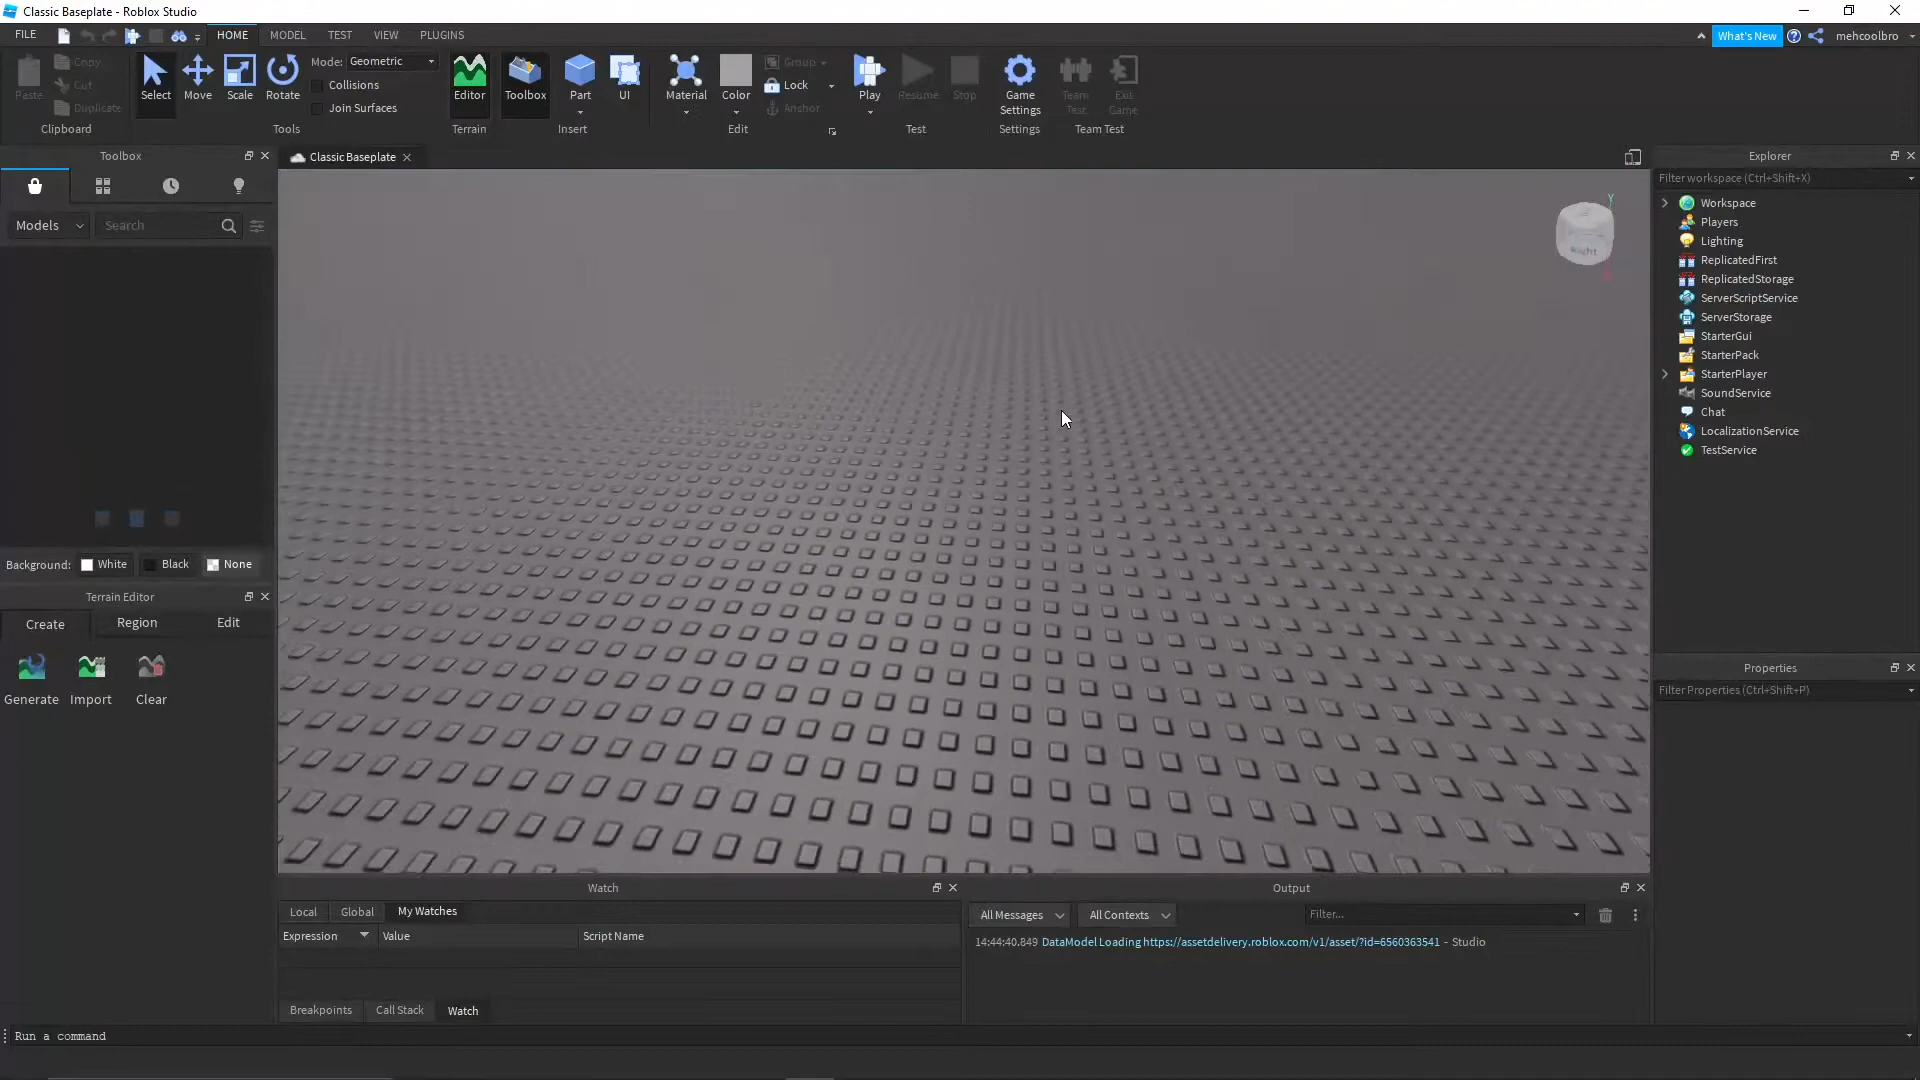 Classic Baseplate - Roblox Studio
FILE HOME MODEL TEST VIEW PLUGINS What's New mehcoolbro
Paste Copy Cut Duplicate Clipboard
Select Move Scale Rotate Mode: Geometric
Collisions
Join Surfaces
Tools
Editor
Terrain
Toolbox Part UI
Insert
Material Color Group Lock Anchor
Edit
Play Resume Stop
Test
Game Settings
Settings
Team Test Exit Game
Team Test
Toolbox
Models Search
Background: White Black None
Terrain Editor
Create Region Edit
Generate Import Clear
Classic Baseplate
Y
Right
Watch
Local Global My Watches
Expression Value Script Name
Breakpoints Call Stack Watch
Output
All Messages All Contexts Filter...
14:44:40.849 DataModel Loading https://assetdelivery.roblox.com/v1/asset/?id=6560363541 - Studio
Explorer
Filter workspace (Ctrl+Shift+X)
Workspace
Players
Lighting
ReplicatedFirst
ReplicatedStorage
ServerScriptService
ServerStorage
StarterGui
StarterPack
StarterPlayer
SoundService
Chat
LocalizationService
TestService
Properties
Filter Properties (Ctrl+Shift+P)
Run a command